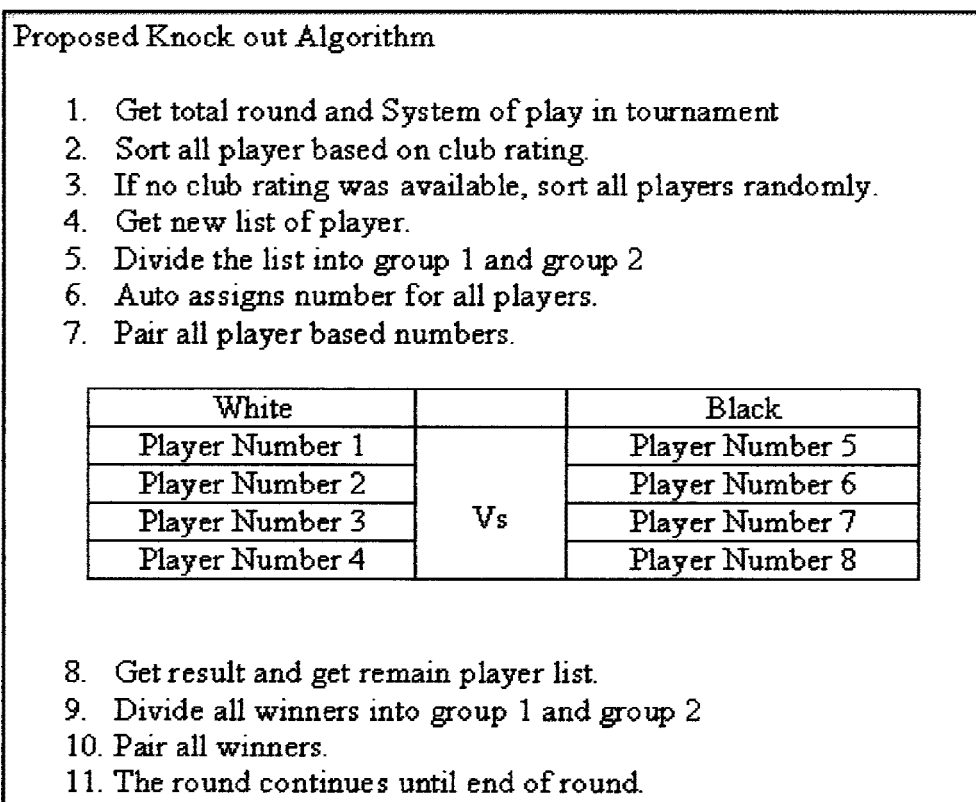 Proposed Knock out Algorithm
1. Get total round and System of play in tournament
2. Sort all player based on club rating.
3. If no club rating was available, sort all players randomly.
4. Get new list of player.
5. Divide the list into group 1 and group 2
6. Auto assigns number for all players.
7. Pair all player based numbers.
White Black
Player Number 1 Player Number 5
Player Number 2 Player Number 6
Vs
Player Number 3 Player Number 7
Player Number 4 Player Number 8
8. Get result and get remain player list.
9. Divide all winners into group 1 and group 2
10. Pair all winners.
11. The round continues until end of round.